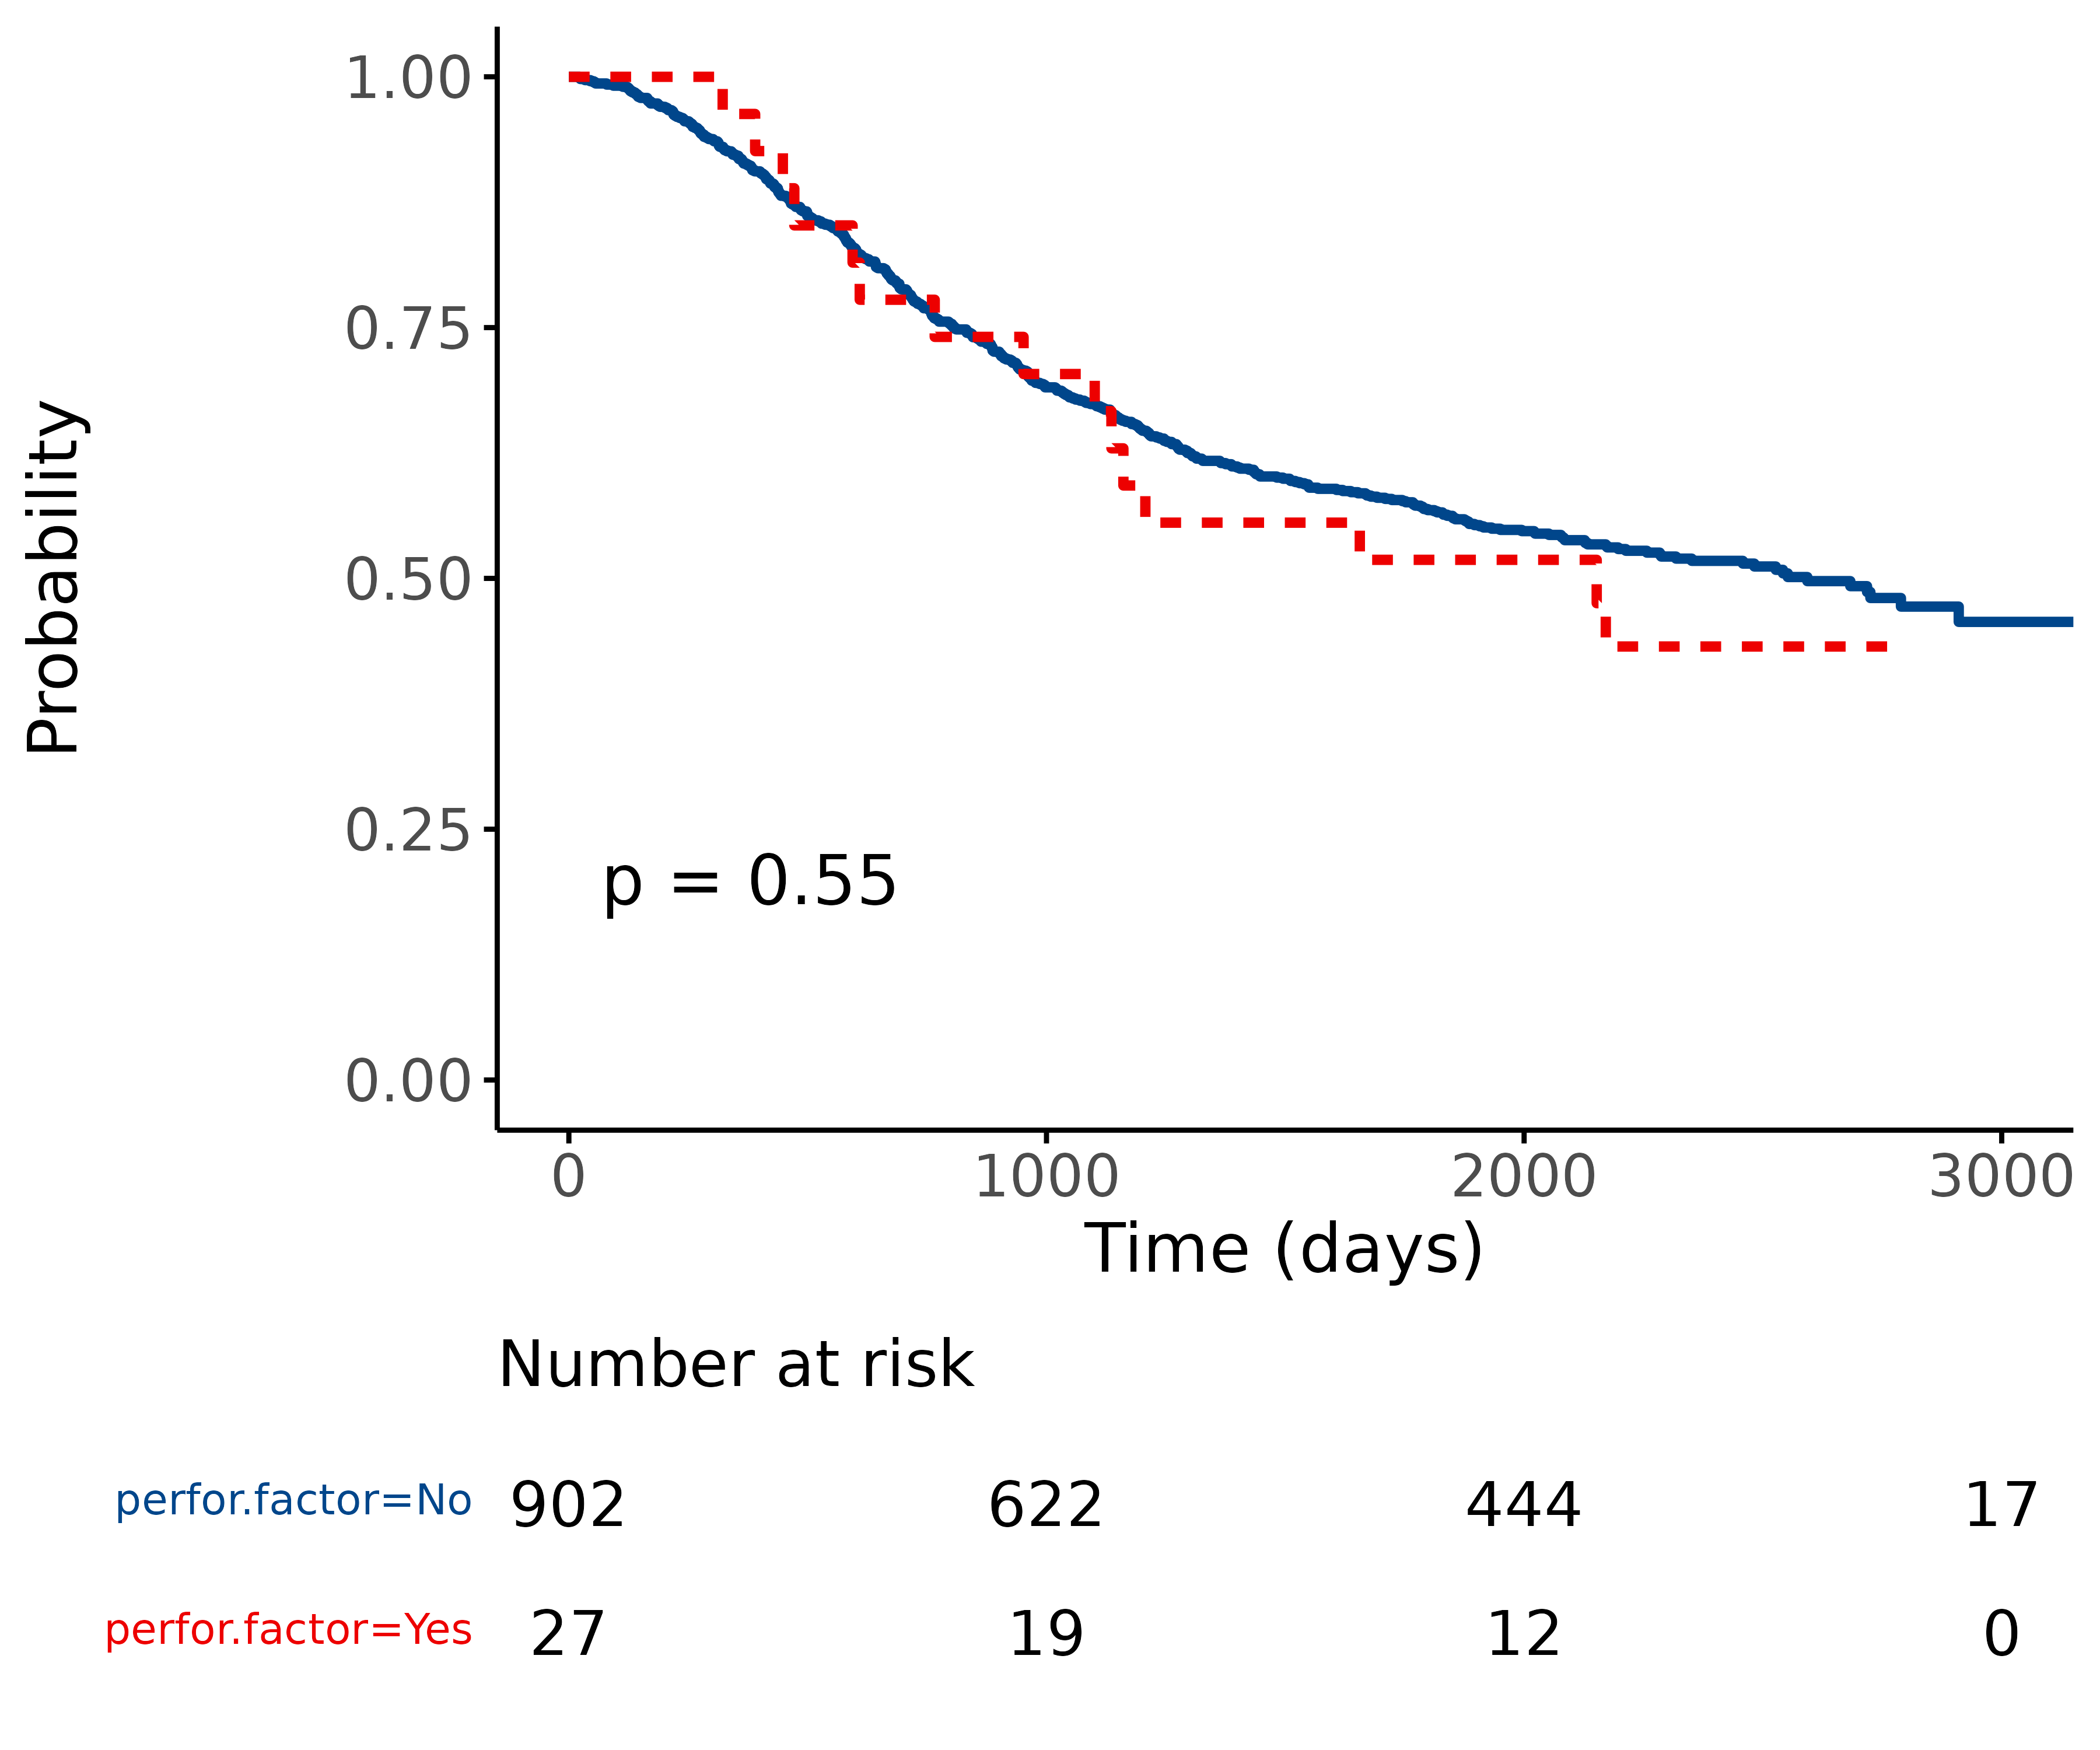 1.00
0.75
0.50
0.25
0.00
Probability
p = 0.55
0 1000 2000 3000
Time (days)
Number at risk
perfor.factor=No 902 622 444 17
perfor.factor=Yes 27 19 12 0